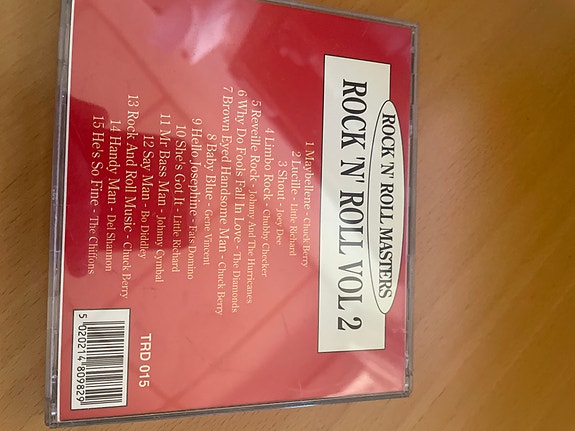 ROCK 'N' ROLL MASTERS
ROCK 'N' ROLL VOL 2
1 Maybellene - Chuck Berry
2 Lucille - Little Richard
3 Shout - Joey Dee
4 Limbo Rock - Chubby Checker
5 Reveille Rock - Johnny And The Hurricanes
6 Why Do Fools Fall In Love - The Diamonds
7 Brown Eyed Handsome Man - Chuck Berry
8 Baby Blue - Gene Vincent
9 Hello Josephine - Fats Domino
10 She's Got It - Little Richard
11 Mr Bass Man - Johnny Cymbal
12 Say Man - Bo Diddley
13 Rock And Roll Music - Chuck Berry
14 Handy Man - Del Shannon
15 He's So Fine - The Chiffons
TRD 015
5 020214 809829